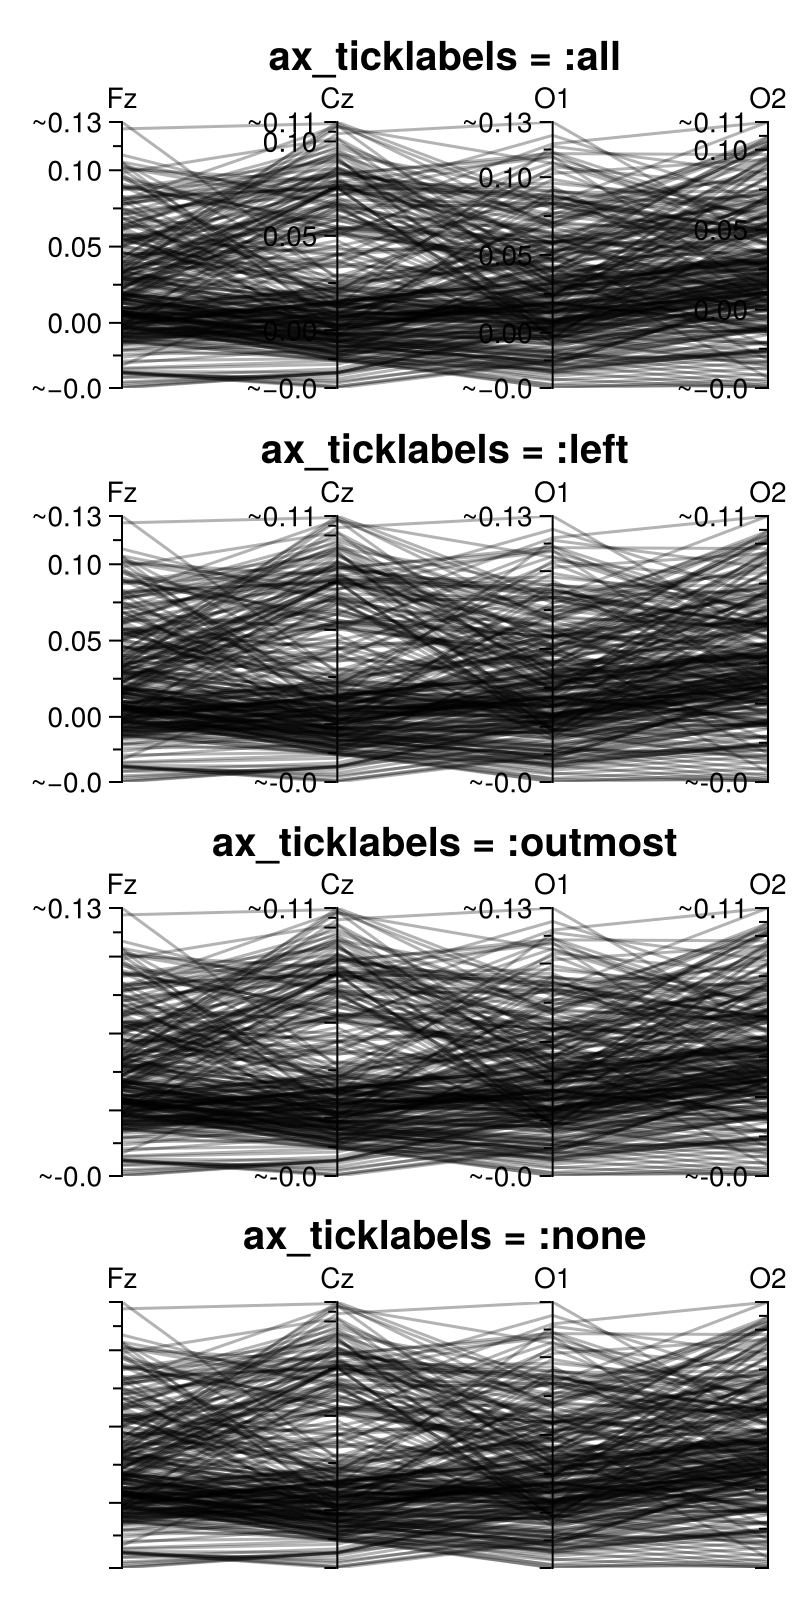 ax_ticklabels = :all
Fz Cz O1 O2
~0.13 ~0.11 ~0.13 ~0.11
0.10 0.10 0.10 0.10
0.05 0.05 0.05 0.05
0.00 0.00 0.00 0.00
~−0.0 ~−0.0 ~−0.0 ~−0.0
ax_ticklabels = :left
Fz Cz O1 O2
~0.13 ~0.11 ~0.13 ~0.11
0.10
0.05
0.00
~−0.0 ~-0.0 ~-0.0 ~-0.0
ax_ticklabels = :outmost
Fz Cz O1 O2
~0.13 ~0.11 ~0.13 ~0.11
~-0.0 ~-0.0 ~-0.0 ~-0.0
ax_ticklabels = :none
Fz Cz O1 O2